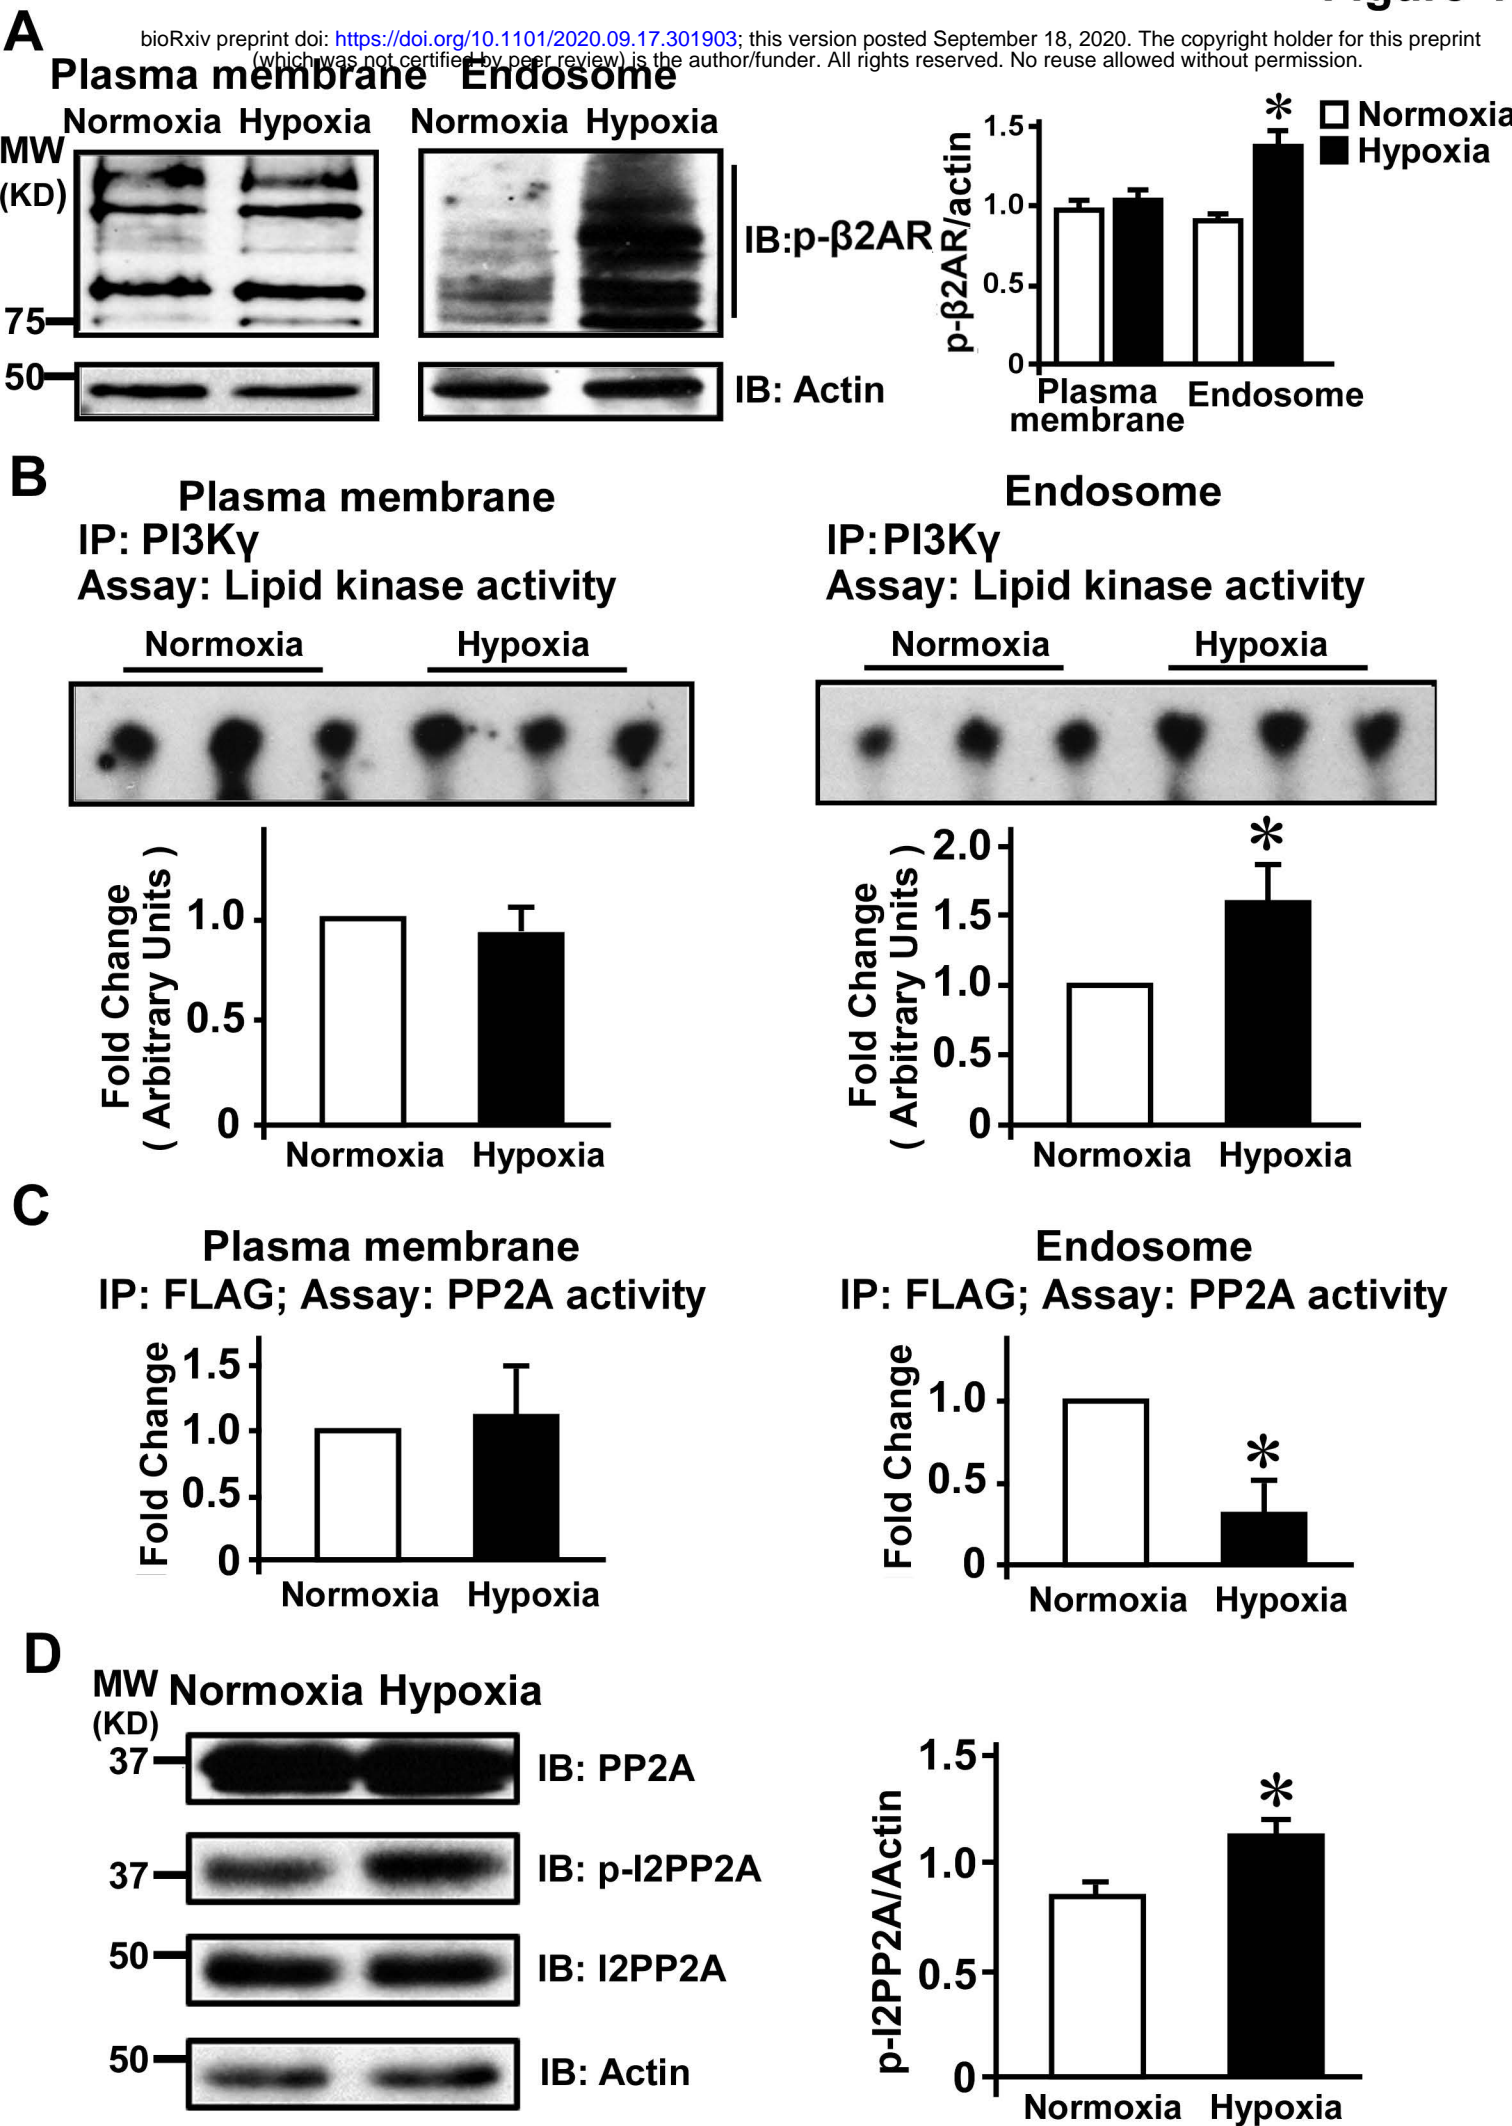 A
bioRxiv preprint doi: https://doi.org/10.1101/2020.09.17.301903; this version posted September 18, 2020. The copyright holder for this preprint
(which was not certified by peer review) is the author/funder. All rights reserved. No reuse allowed without permission.
Plasma membrane Endosome
Normoxia Hypoxia Normoxia Hypoxia
MW
(KD)
75
50
IB:p-β2AR
IB: Actin
p-β2AR/actin
1.5
1.0
0.5
0
*
Normoxia
Hypoxia
Plasma
membrane
Endosome
B
Plasma membrane
IP: PI3Kγ
Assay: Lipid kinase activity
Normoxia Hypoxia
Fold Change
( Arbitrary Units )
1.0
0.5
0
Normoxia Hypoxia
Endosome
IP:PI3Kγ
Assay: Lipid kinase activity
Normoxia Hypoxia
Fold Change
( Arbitrary Units )
2.0
1.5
1.0
0.5
0
*
Normoxia Hypoxia
C
Plasma membrane
IP: FLAG; Assay: PP2A activity
Fold Change
1.5
1.0
0.5
0
Normoxia Hypoxia
Endosome
IP: FLAG; Assay: PP2A activity
Fold Change
1.0
0.5
0
*
Normoxia Hypoxia
D
MW
(KD)
Normoxia Hypoxia
37
IB: PP2A
37
IB: p-I2PP2A
50
IB: I2PP2A
50
IB: Actin
p-I2PP2A/Actin
1.5
1.0
0.5
0
*
Normoxia Hypoxia